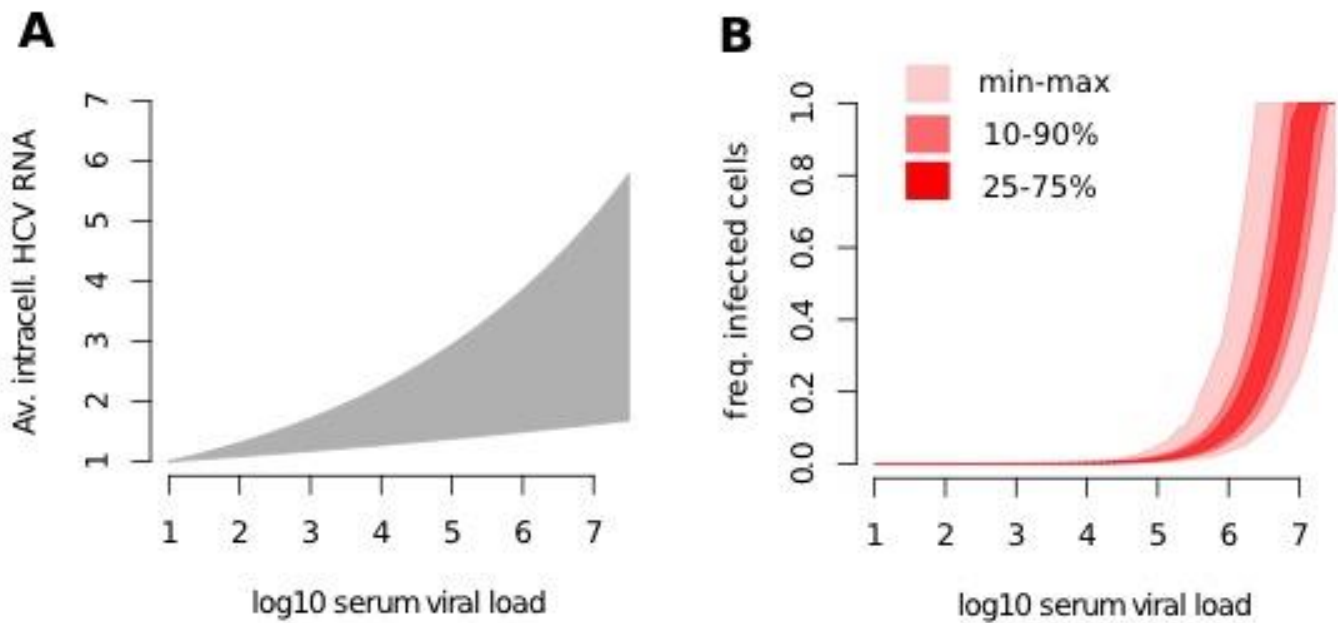 A
Av. intracell. HCV RNA
7
6
5
4
3
2
1
1 2 3 4 5 6 7
log10 serum viral load
B
min-max
10-90%
25-75%
freq. infected cells
1.0
0.8
0.6
0.4
0.2
0.0
1 2 3 4 5 6 7
log10 serum viral load